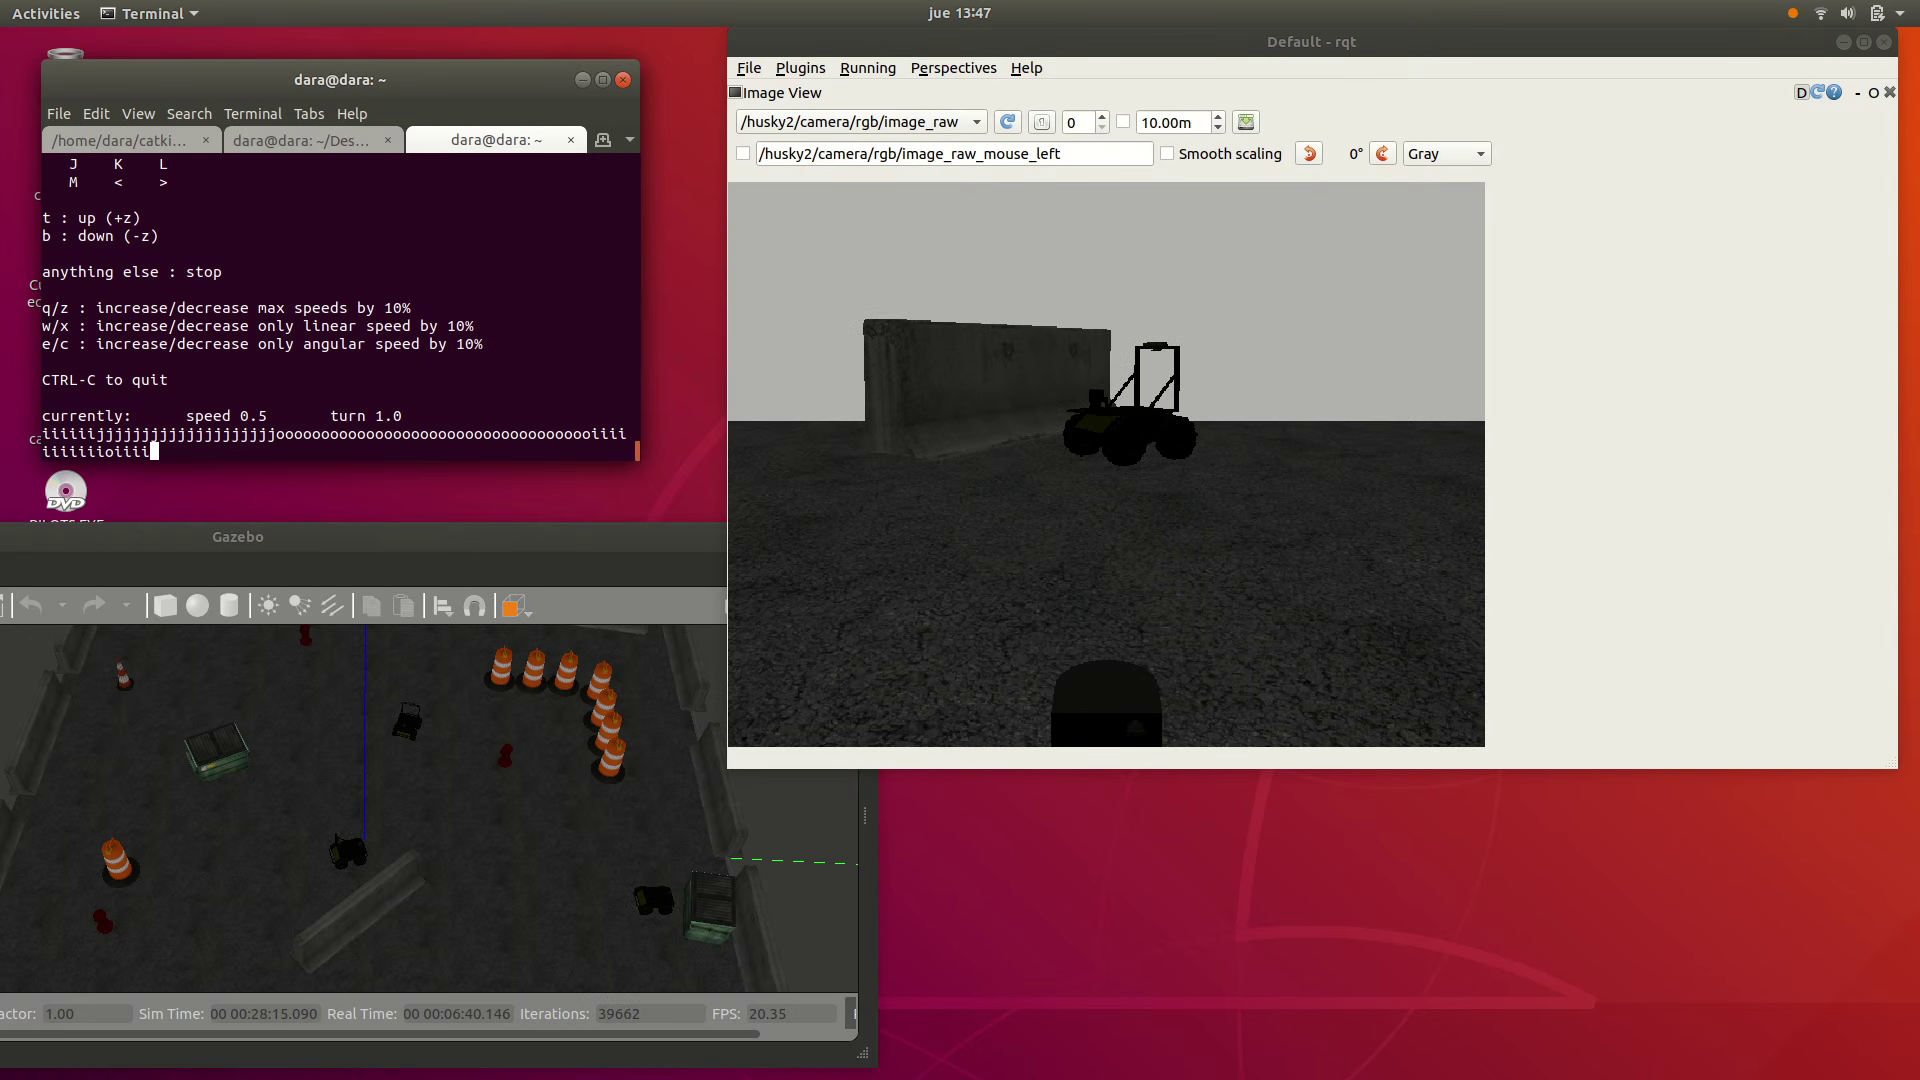 Activities
Terminal
jue 13:47
Default - rqt
File Plugins Running Perspectives Help
Image View
D
- O
/husky2/camera/rgb/image_raw
0
10.00m
/husky2/camera/rgb/image_raw_mouse_left
Smooth scaling
0°
Gray
dara@dara: ~
File Edit View Search Terminal Tabs Help
/home/dara/catki...
dara@dara: ~/Des...
dara@dara: ~
J K L
M < >
t : up (+z)
b : down (-z)
anything else : stop
q/z : increase/decrease max speeds by 10%
w/x : increase/decrease only linear speed by 10%
e/c : increase/decrease only angular speed by 10%
CTRL-C to quit
currently: speed 0.5 turn 1.0
iiiiiijjjjjjjjjjjjjjjjjjjjooooooooooooooooooooooooooooooooooiiii
iiiiiiioiiii
DVD
Gazebo
actor: 1.00 Sim Time: 00 00:28:15.090 Real Time: 00 00:06:40.146 Iterations: 39662 FPS: 20.35